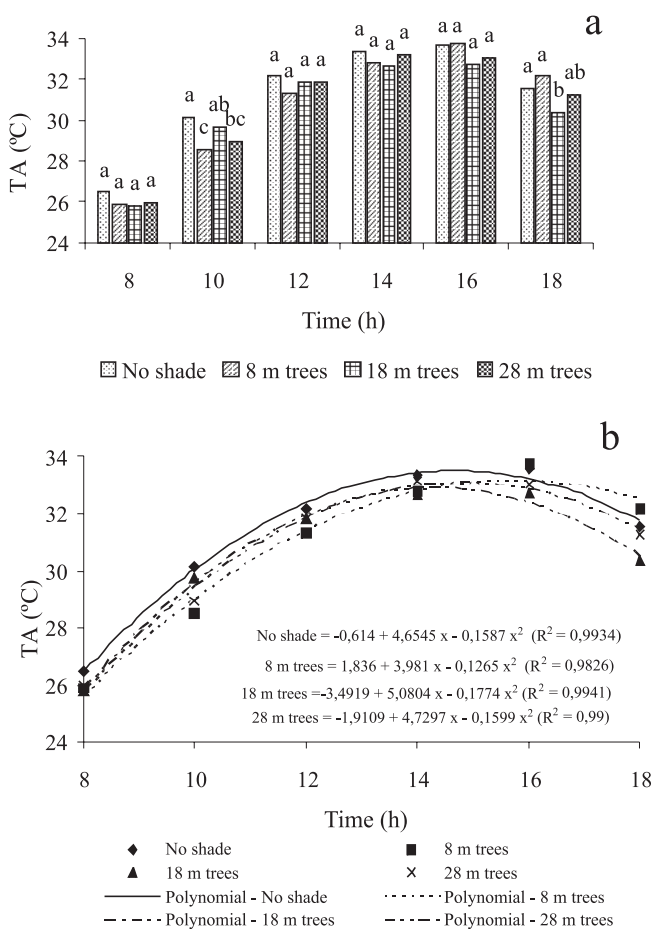 a
34
32
30
28
26
24
TA (ºC)
a a a a
a c ab bc
a a a a
a a a a
a a a a
a a b ab
8 10 12 14 16 18
Time (h)
No shade 8 m trees 18 m trees 28 m trees
b
34
32
30
28
26
24
TA (ºC)
No shade = -0,614 + 4,6545 x - 0,1587 x² (R² = 0,9934)
8 m trees = 1,836 + 3,981 x - 0,1265 x² (R² = 0,9826)
18 m trees =-3,4919 + 5,0804 x - 0,1774 x² (R² = 0,9941)
28 m trees = -1,9109 + 4,7297 x - 0,1599 x² (R² = 0,99)
8 10 12 14 16 18
Time (h)
No shade 8 m trees
18 m trees 28 m trees
Polynomial - No shade Polynomial - 8 m trees
Polynomial - 18 m trees Polynomial - 28 m trees